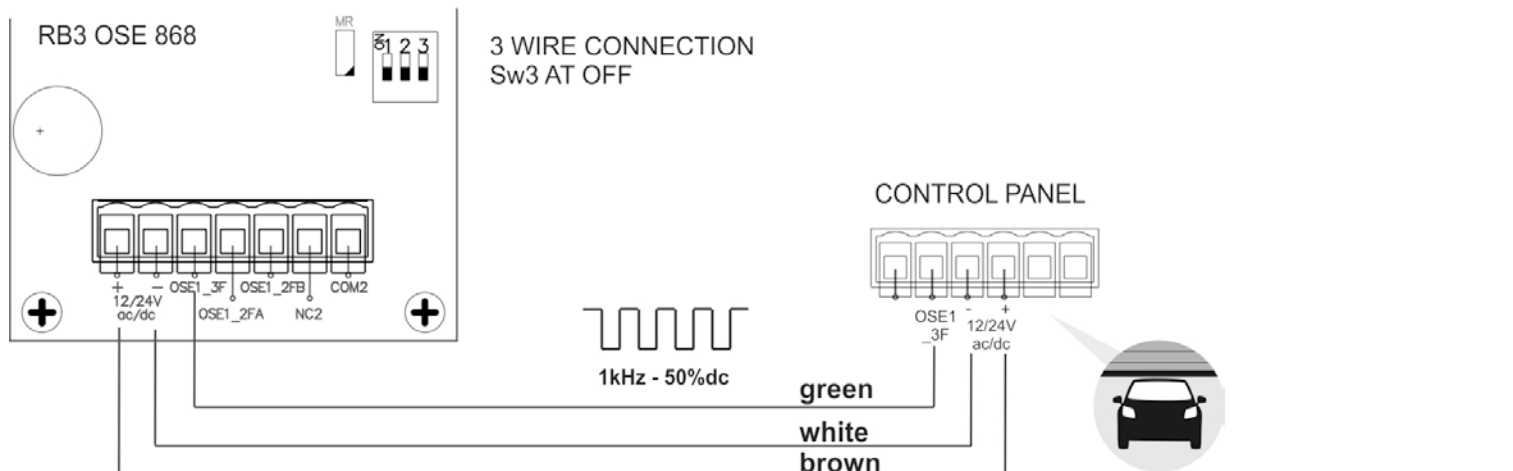 RB3 OSE 868
MR
ON
1 2 3
3 WIRE CONNECTION
Sw3 AT OFF
CONTROL PANEL
+ - OSE1_3F OSE1_2FB COM2
12/24V
ac/dc
OSE1_2FA NC2
OSE1
_3F
- +
12/24V
ac/dc
1kHz - 50%dc
green
white
brown